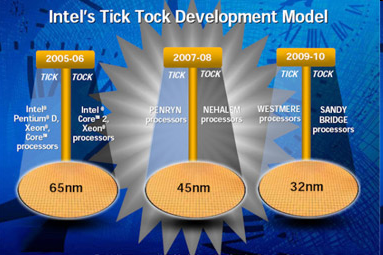 Intel's Tick Tock Development Model
2005-06
TICK TOCK
Intel®
Pentium® D,
Xeon®,
Core™
processors
Intel®
Core™ 2,
Xeon®
processors
65nm
2007-08
TICK TOCK
PENRYN
processors
NEHALEM
processors
45nm
2009-10
TICK TOCK
WESTMERE
processors
SANDY
BRIDGE
processors
32nm